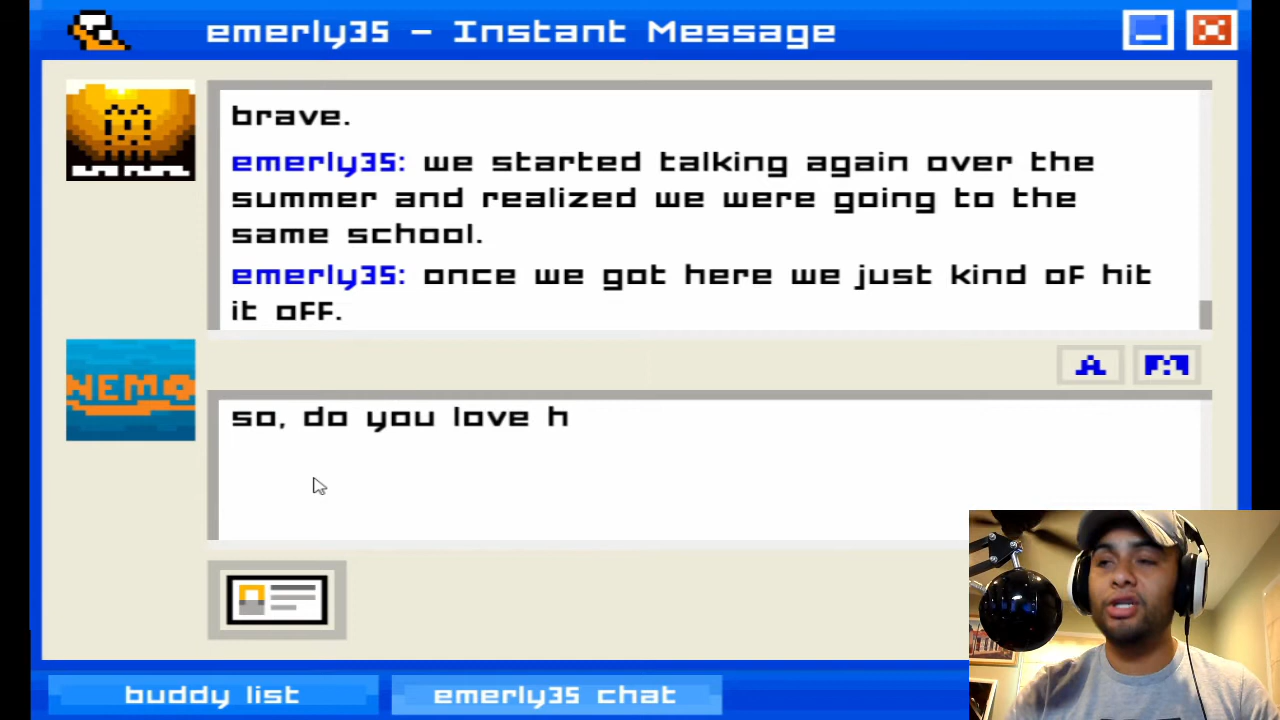 emerly35 - Instant Message
brave.
emerly35: we started talking again over the
summer and realized we were going to the
same school.
emerly35: once we got here we just kind of hit
it off.
A
NEMO
so, do you love h
buddy list
emerly35 chat